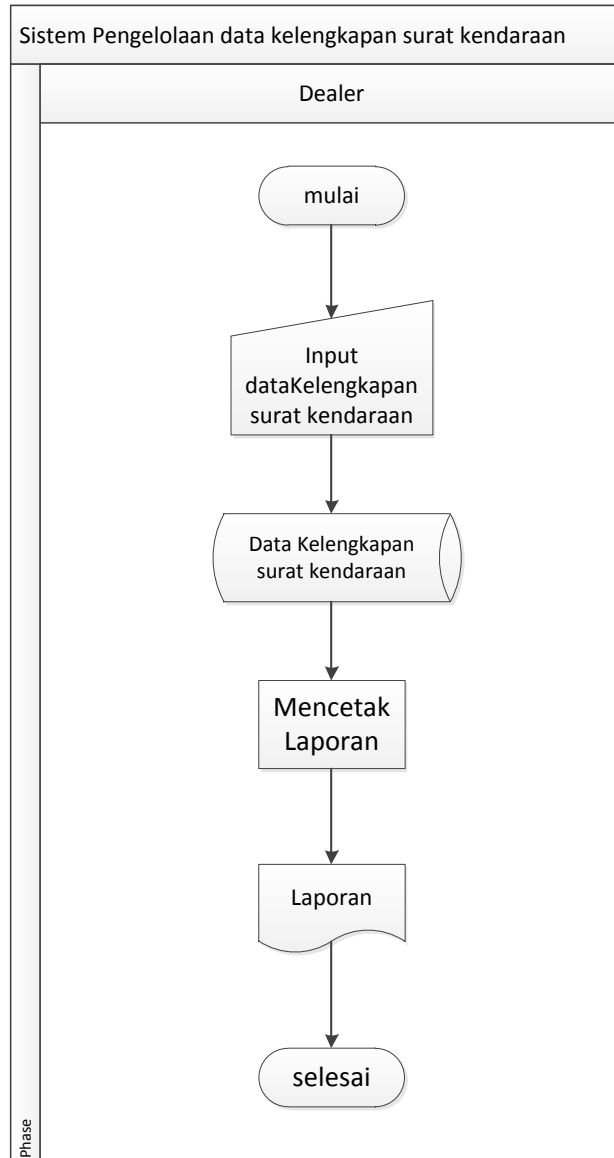 Sistem Pengelolaan data kelengkapan surat kendaraan
Dealer
mulai
Input
dataKelengkapan
surat kendaraan
Data Kelengkapan
surat kendaraan
Mencetak
Laporan
Laporan
selesai
Phase